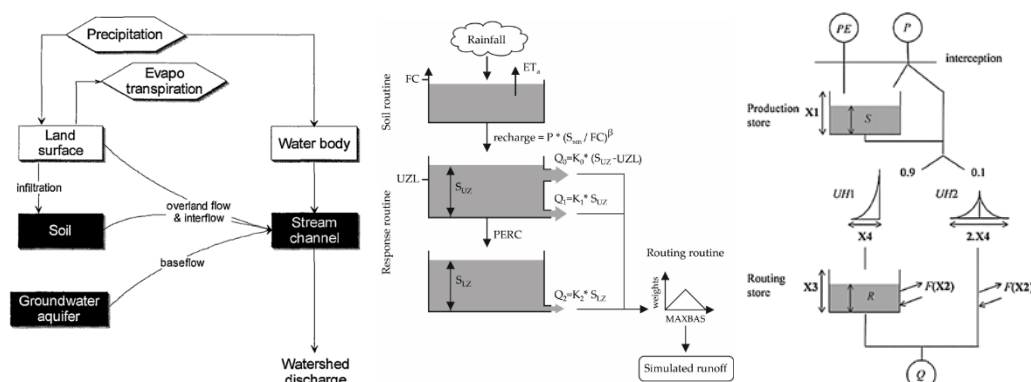 Precipitation
Evapo
transpiration
Land
surface
Water body
infiltration
overland flow
& interflow
Soil
Stream
channel
baseflow
Groundwater
aquifer
Watershed
discharge
Rainfall
Soil routine
FC
ETa
recharge = P * (Ssm / FC)^β
Response routine
UZL
SUZ
Q0=K0* (SUZ -UZL)
Q1=K1* SUZ
PERC
SLZ
Q2=K2* SLZ
Routing routine
weights
MAXBAS
Simulated runoff
PE
P
interception
Production
store
X1
S
0.9
0.1
UH1
UH2
X4
2.X4
Routing
store
X3
R
F(X2)
F(X2)
Q